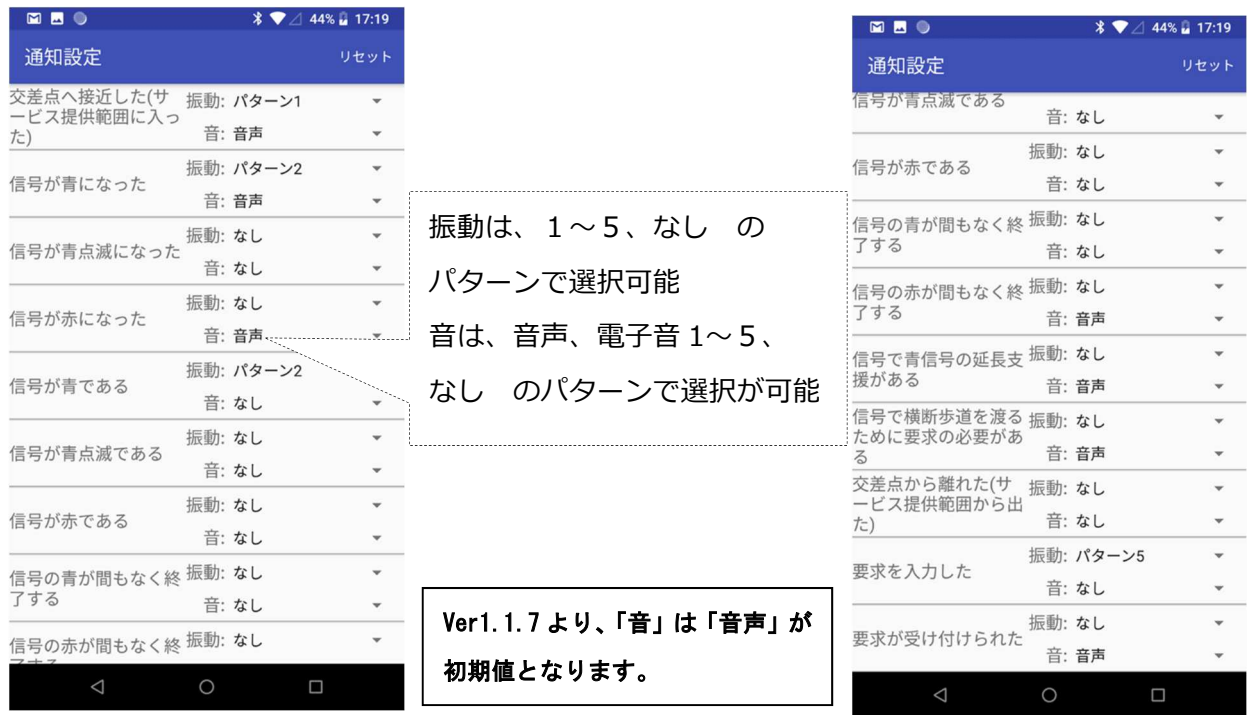 44% 17:19
通知設定 リセット
交差点へ接近した(サ
ービス提供範囲に入っ
た)
振動: パターン1
音: 音声
信号が青になった
振動: パターン2
音: 音声
信号が青点滅になった
振動: なし
音: なし
信号が赤になった
振動: なし
音: 音声
信号が青である
振動: パターン2
音: なし
信号が青点滅である
振動: なし
音: なし
信号が赤である
振動: なし
音: なし
信号の青が間もなく終
了する
振動: なし
音: なし
信号の赤が間もなく終
了する
振動: なし
振動は、１～５、なし　の
パターンで選択可能
音は、音声、電子音 1～５、
なし　のパターンで選択が可能
Ver1.1.7 より、「音」は「音声」が
初期値となります。
44% 17:19
通知設定 リセット
信号が青点滅である
音: なし
信号が赤である
振動: なし
音: なし
信号の青が間もなく終
了する
振動: なし
音: なし
信号の赤が間もなく終
了する
振動: なし
音: 音声
信号で青信号の延長支
援がある
振動: なし
音: 音声
信号で横断歩道を渡る
ために要求の必要があ
る
振動: なし
音: 音声
交差点から離れた(サ
ービス提供範囲から出
た)
振動: なし
音: なし
要求を入力した
振動: パターン5
音: なし
要求が受け付けられた
振動: なし
音: 音声